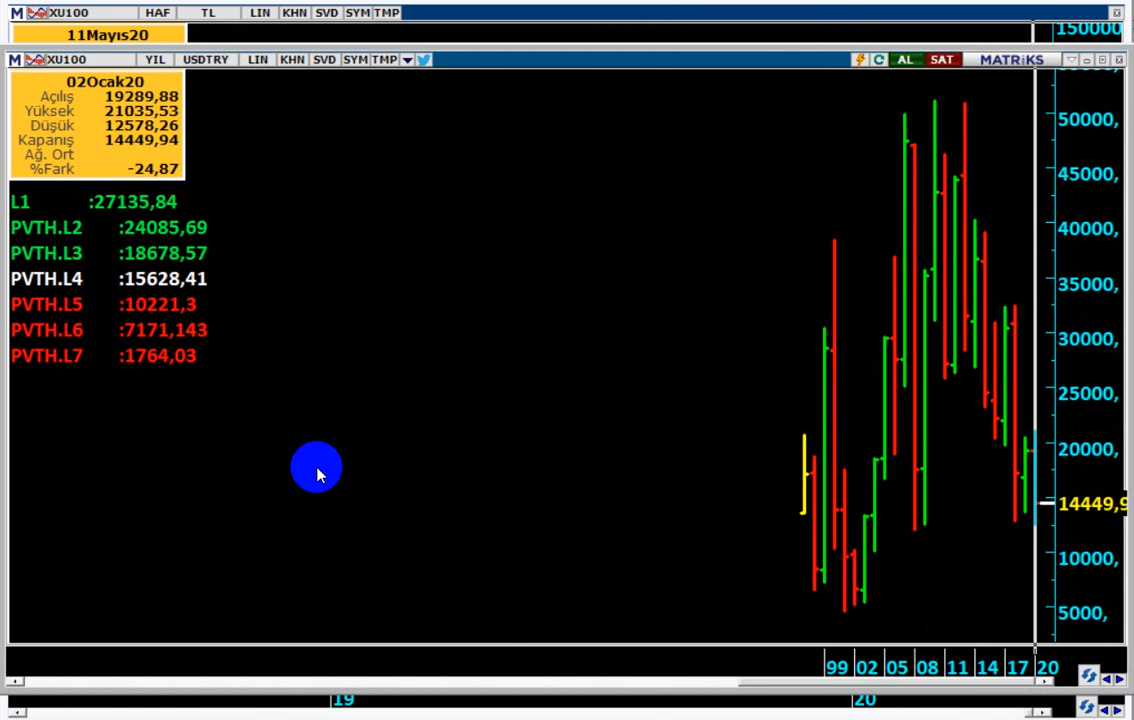 M XU100 HAF TL LIN KHN SVD SYM TMP
11Mayıs20
150000
M XU100 YIL USDTRY LIN KHN SVD SYM TMP AL SAT MATRiKS
02Ocak20
Açılış 19289,88
Yüksek 21035,53
Düşük 12578,26
Kapanış 14449,94
Ağ. Ort
%Fark -24,87
L1 :27135,84
PVTH.L2 :24085,69
PVTH.L3 :18678,57
PVTH.L4 :15628,41
PVTH.L5 :10221,3
PVTH.L6 :7171,143
PVTH.L7 :1764,03
50000,
45000,
40000,
35000,
30000,
25000,
20000,
14449,9
10000,
5000,
99 02 05 08 11 14 17 20
19 20